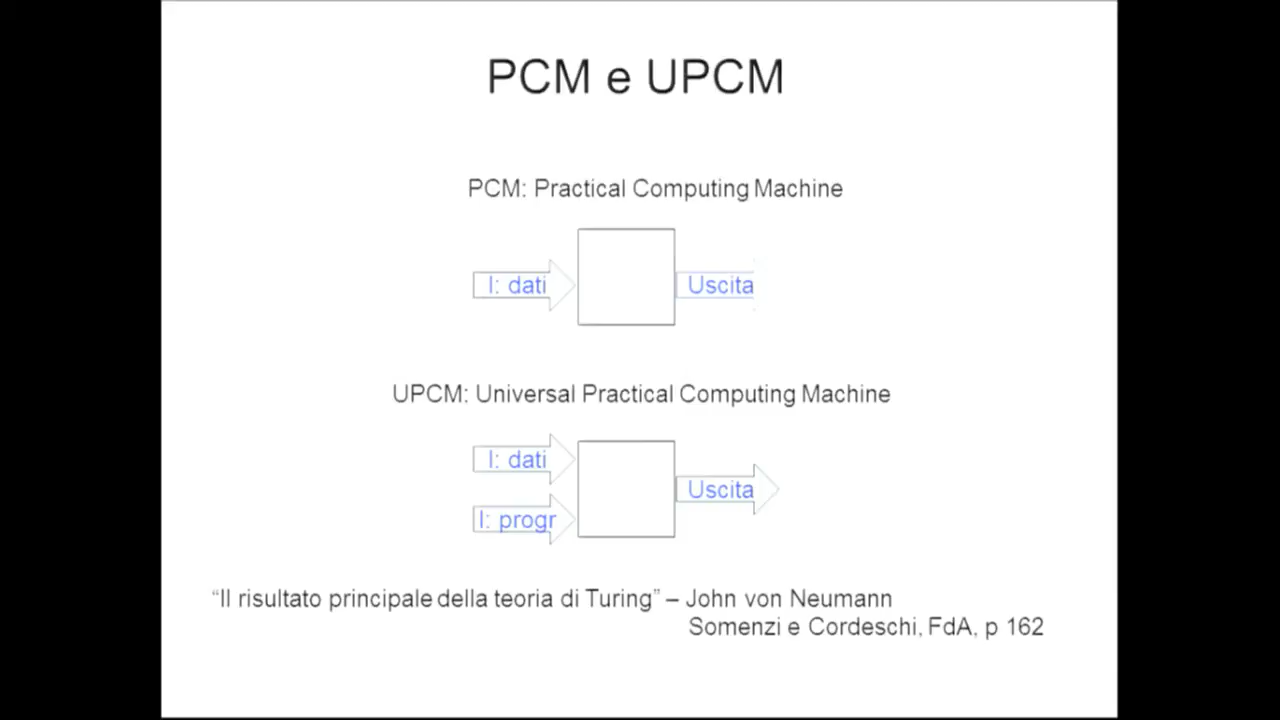 PCM e UPCM
PCM: Practical Computing Machine
I: dati
Uscita
UPCM: Universal Practical Computing Machine
I: dati
I: progr
Uscita
“Il risultato principale della teoria di Turing” – John von Neumann
Somenzi e Cordeschi, FdA, p 162